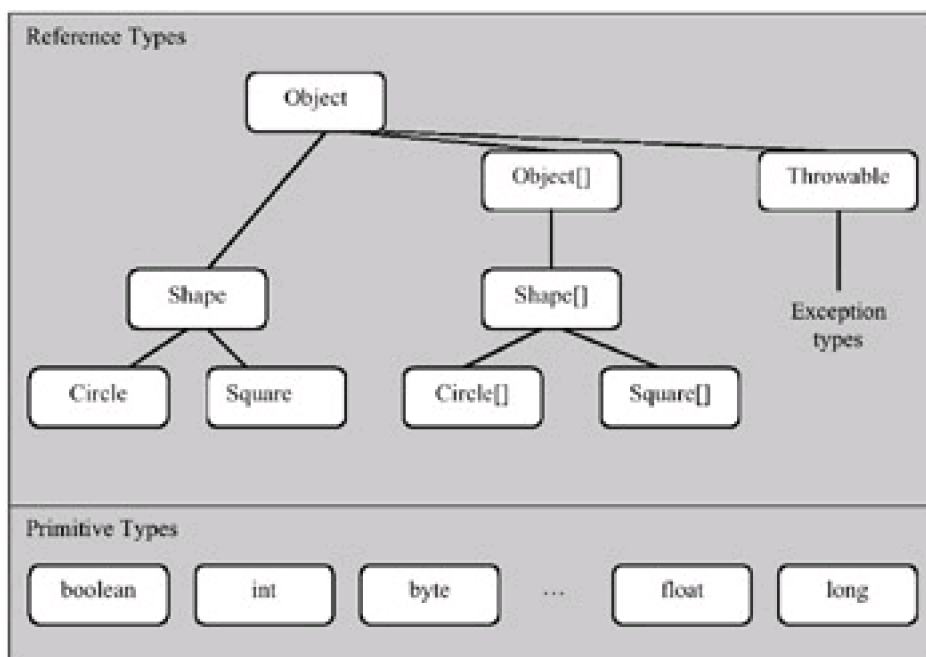 Reference Types
Object
Object[]
Throwable
Shape
Shape[]
Exception
types
Circle
Square
Circle[]
Square[]
Primitive Types
boolean
int
byte
...
float
long